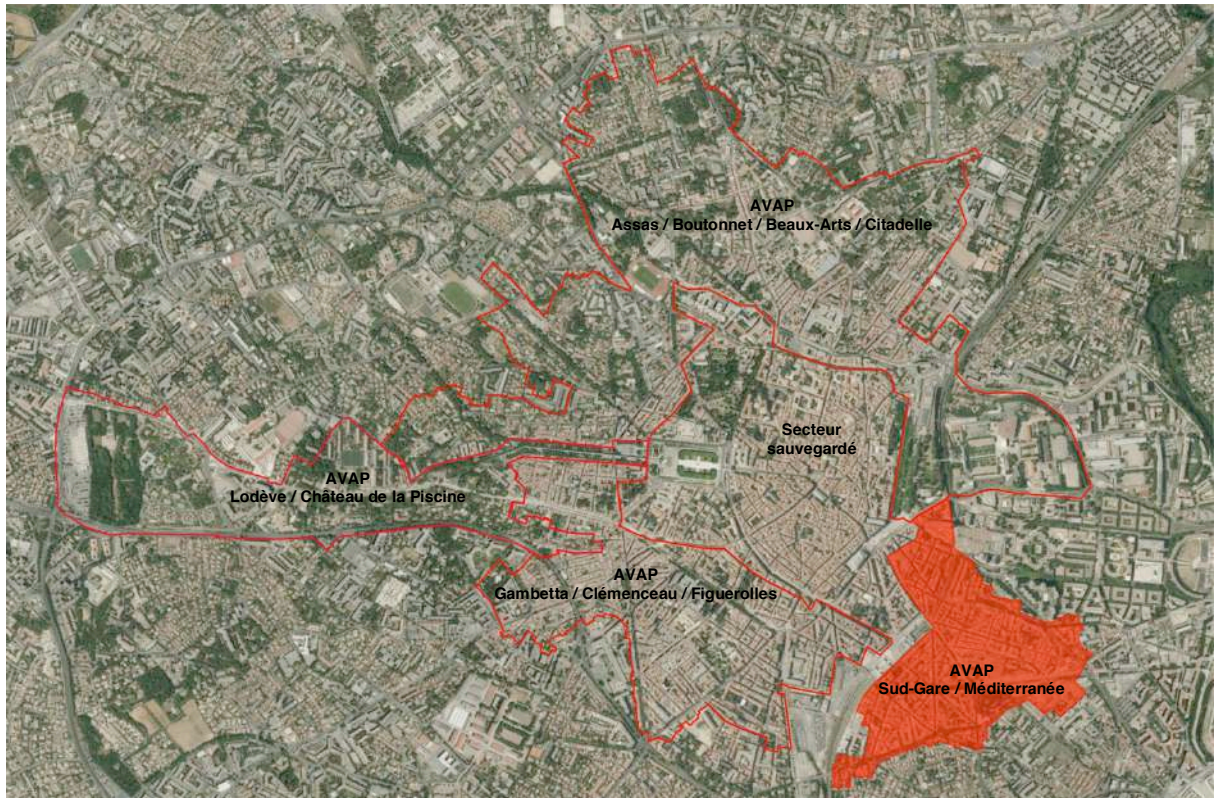 AVAP
Assas / Boutonnet / Beaux-Arts / Citadelle
Secteur
sauvegardé
AVAP
Lodève / Château de la Piscine
AVAP
Gambetta / Clémenceau / Figuerolles
AVAP
Sud-Gare / Méditerranée